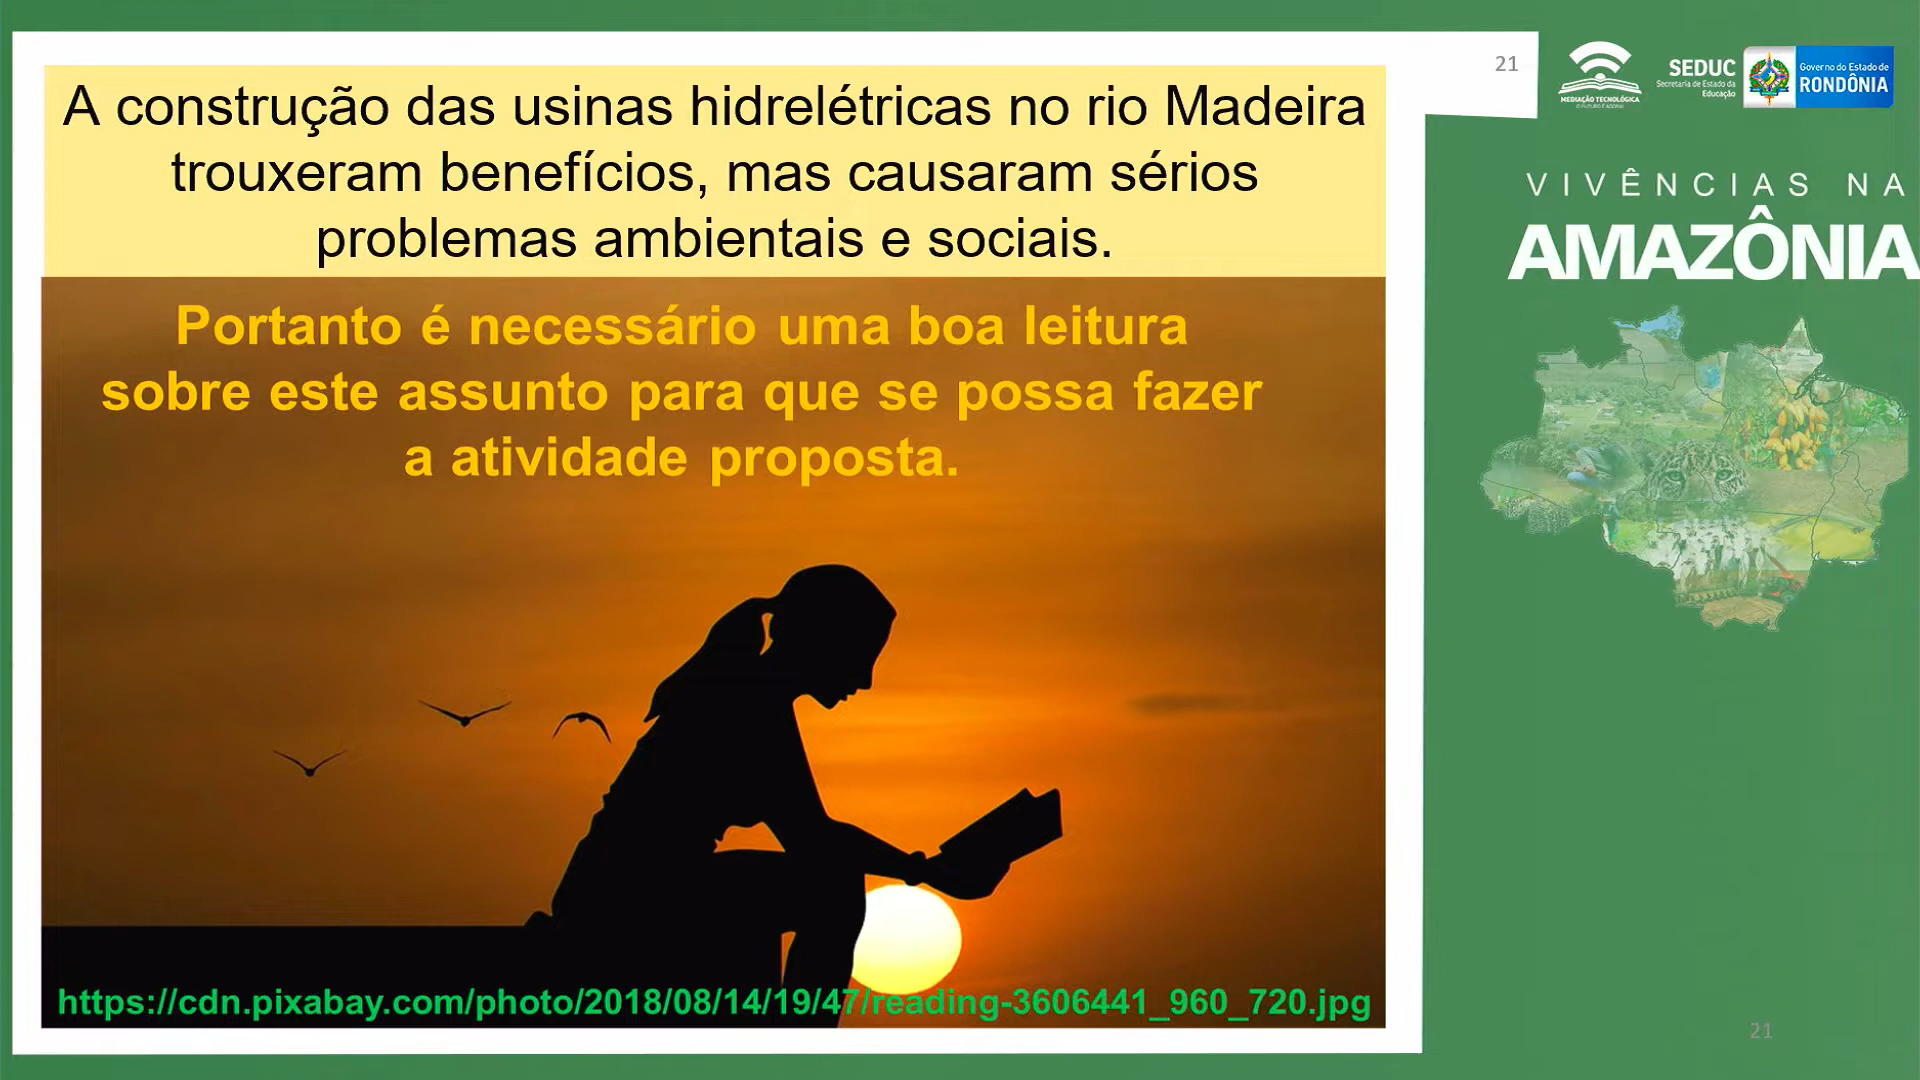 21
MEDIAÇÃO TECNOLÓGICA
SEDUC
Secretaria de Estado da
Educação
Governo do Estado de
RONDÔNIA
A construção das usinas hidrelétricas no rio Madeira
trouxeram benefícios, mas causaram sérios
problemas ambientais e sociais.
VIVÊNCIAS NA
AMAZÔNIA
Portanto é necessário uma boa leitura
sobre este assunto para que se possa fazer
a atividade proposta.
https://cdn.pixabay.com/photo/2018/08/14/19/47/reading-3606441_960_720.jpg
21